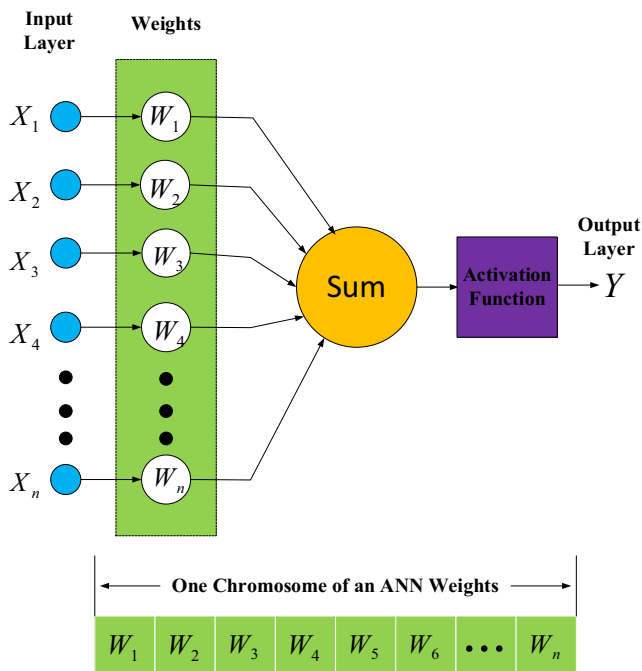 Input
Layer
Weights
X1 W1
X2 W2
X3 W3
X4 W4
Xn Wn
Sum
Activation
Function
Output
Layer
Y
One Chromosome of an ANN Weights
W1 W2 W3 W4 W5 W6 ••• Wn